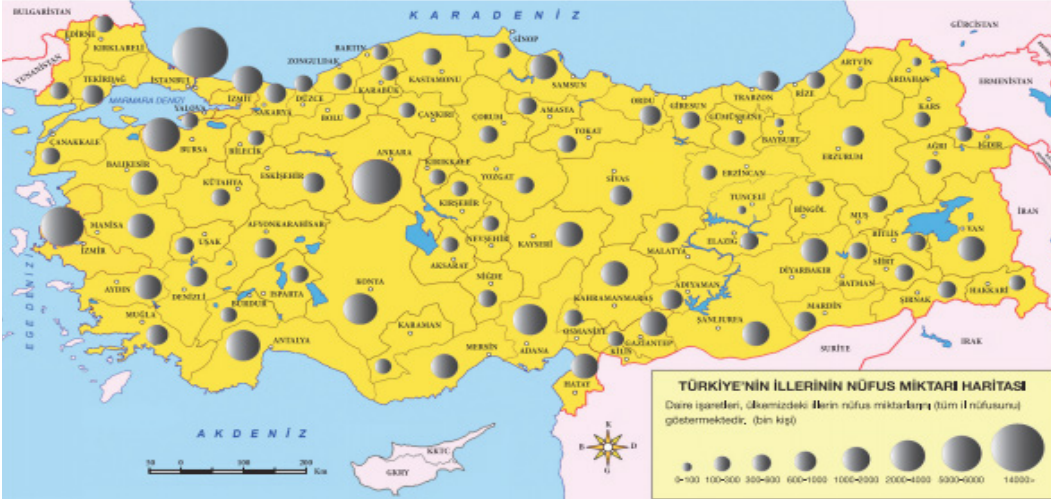 KARADENİZ
BULGARİSTAN
GÜRCİSTAN
EDİRNE
KIRKLARELİ
YUNANİSTAN
TEKİRDAĞ
İSTANBUL
MARMARA DENİZİ
YALOVA
İZMİT
SAKARYA
DÜZCE
ZONGULDAK
BARTIN
KARABÜK
KASTAMONU
SİNOP
SAMSUN
BOLU
ÇANKIRI
ÇORUM
AMASYA
ORDU
GİRESUN
TRABZON
RİZE
ARTVİN
ARDAHAN
ERMENİSTAN
KARS
GÜMÜŞHANE
BAYBURT
TOKAT
ERZURUM
AĞRI
IĞDIR
ÇANAKKALE
BALIKESİR
BURSA
BİLECİK
ANKARA
KIRIKKALE
YOZGAT
SİVAS
ERZİNCAN
KÜTAHYA
ESKİŞEHİR
KIRŞEHİR
TUNCELİ
BİNGÖL
MUŞ
İRAN
MANİSA
UŞAK
AFYONKARAHİSAR
NEVŞEHİR
KAYSERİ
MALATYA
ELAZIĞ
BİTLİS
VAN
İZMİR
AKSARAY
NİĞDE
DİYARBAKIR
BATMAN
SİİRT
EGE DENİZİ
AYDIN
DENİZLİ
BURDUR
ISPARTA
KONYA
KAHRAMANMARAŞ
ADIYAMAN
MARDİN
ŞIRNAK
HAKKARİ
MUĞLA
KARAMAN
OSMANİYE
GAZİANTEP
ŞANLIURFA
ANTALYA
MERSİN
ADANA
KİLİS
SURİYE
IRAK
HATAY
AKDENİZ
KKTC
GKRY
50 0 100 200
Km
K
B D
G
TÜRKİYE'NİN İLLERİNİN NÜFUS MİKTARI HARİTASI
Daire işaretleri, ülkemizdeki illerin nüfus miktarlarını (tüm il nüfusunu)
göstermektedir. (bin kişi)
0-100 100-300 300-600 600-1000 1000-2000 2000-4000 5000-6000 14000>